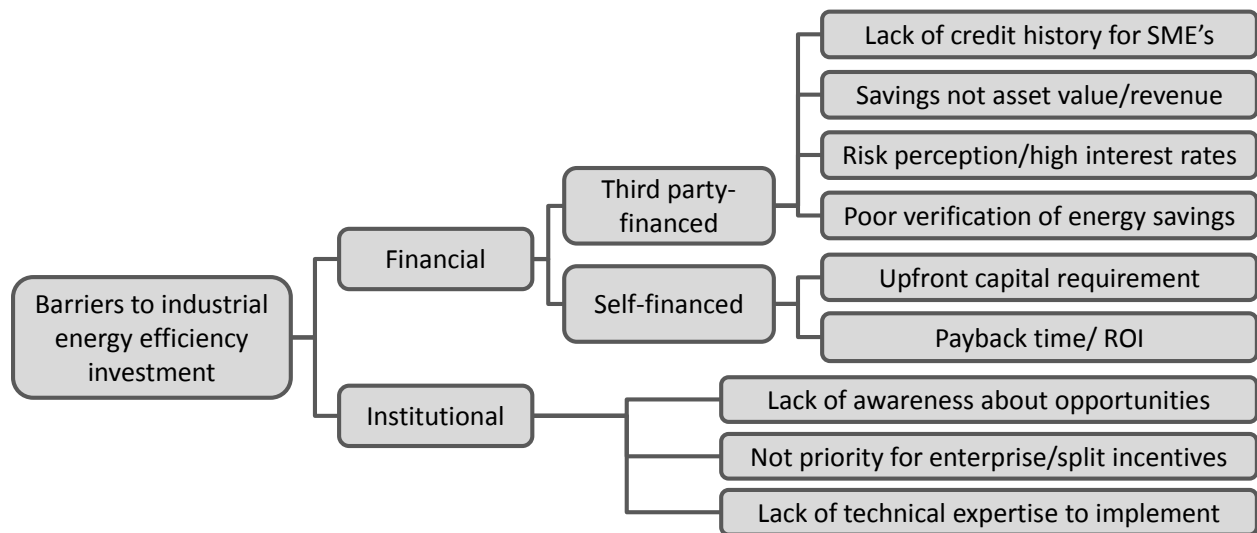 Barriers to industrial
energy efficiency
investment
Financial
Third party-
financed
Lack of credit history for SME's
Savings not asset value/revenue
Risk perception/high interest rates
Poor verification of energy savings
Self-financed
Upfront capital requirement
Payback time/ ROI
Institutional
Lack of awareness about opportunities
Not priority for enterprise/split incentives
Lack of technical expertise to implement